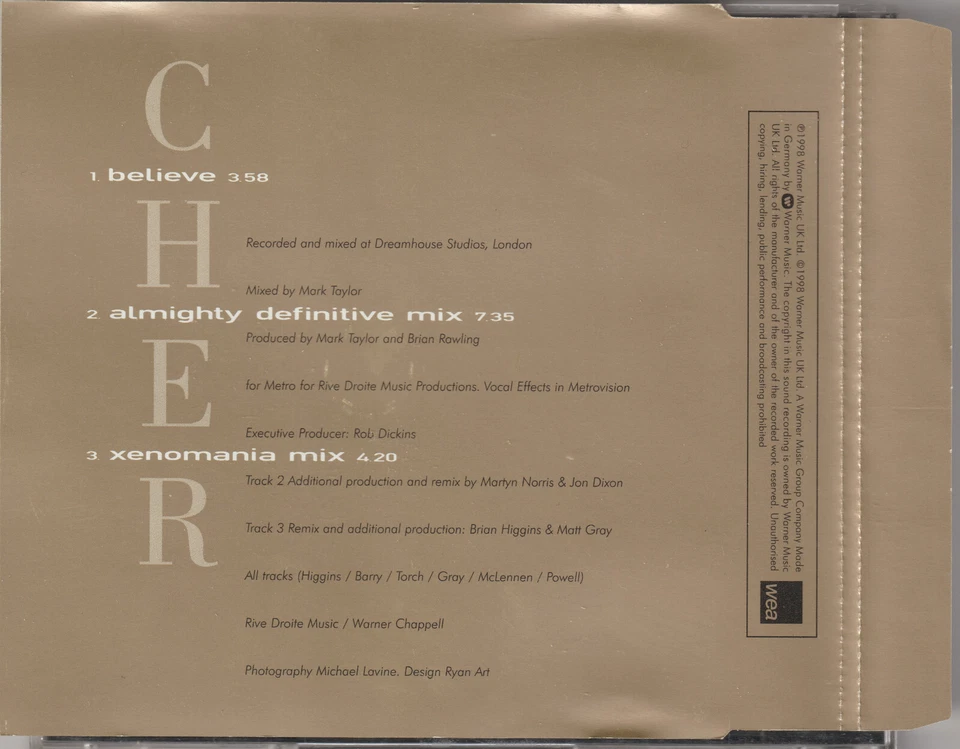 C
1. believe 3.58
H
Recorded and mixed at Dreamhouse Studios, London
Mixed by Mark Taylor
2. almighty definitive mix 7.35
Produced by Mark Taylor and Brian Rawling
E
for Metro for Rive Droite Music Productions. Vocal Effects in Metrovision
Executive Producer: Rob Dickins
3. xenomania mix 4.20
Track 2 Additional production and remix by Martyn Norris & Jon Dixon
R
Track 3 Remix and additional production: Brian Higgins & Matt Gray
All tracks (Higgins / Barry / Torch / Gray / McLennen / Powell)
Rive Droite Music / Warner Chappell
Photography Michael Lavine. Design Ryan Art
℗1998 Warner Music UK Ltd. ©1998 Warner Music UK Ltd. A Warner Music Group Company Made
in Germany by Warner Music. The copyright in this sound recording is owned by Warner Music
UK Ltd. All rights of the manufacturer and of the owner of the recorded work reserved. Unauthorised
copying, hiring, lending, public performance and broadcasting prohibited
wea